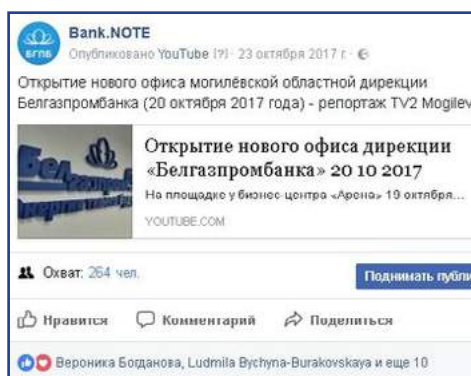 Bank.NOTE
БГПБ
Опубликовано YouTube [?] · 23 октября 2017 г. ·
Открытие нового офиса могилёвской областной дирекции
Белгазпромбанка (20 октября 2017 года) - репортаж TV2 Mogilev
Открытие нового офиса дирекции
«Белгазпромбанка» 20 10 2017
На площадке у бизнес-центра «Арена» 19 октября...
YOUTUBE.COM
Охват: 264 чел.
Поднимать публи
Нравится Комментарий Поделиться
Вероника Богданова, Ludmila Bychyna-Burakovskaya и еще 10